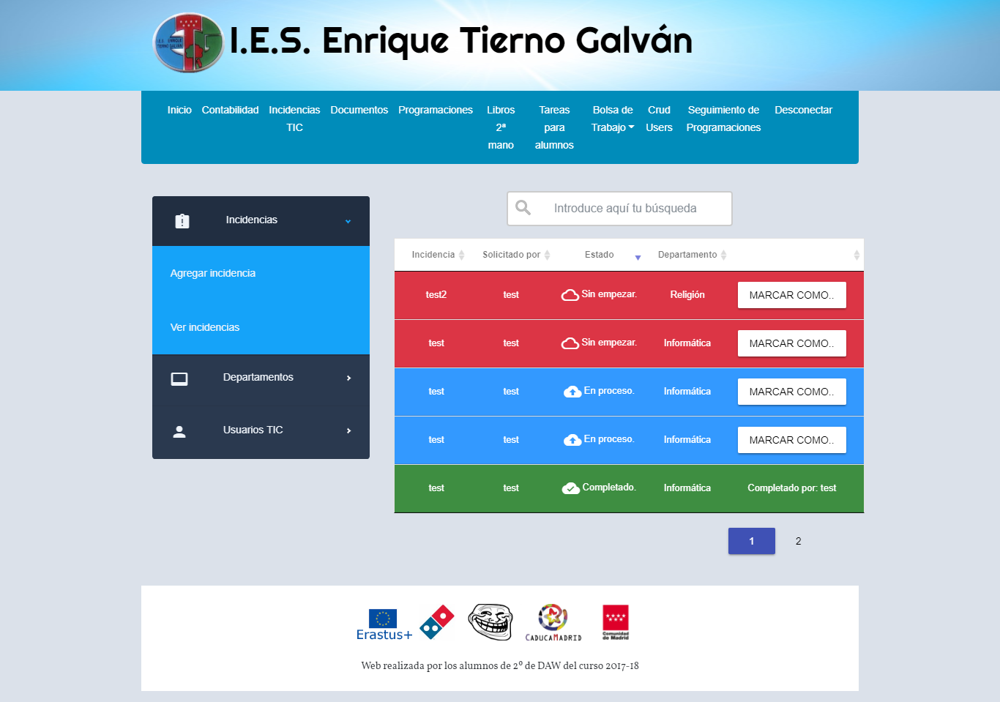 I.E.S. ENRIQUE
TIERNO GALVÁN
I.E.S. Enrique Tierno Galván
Inicio
Contabilidad
Incidencias
TIC
Documentos
Programaciones
Libros
2ª
mano
Tareas
para
alumnos
Bolsa de
Trabajo
Crud
Users
Seguimiento de
Programaciones
Desconectar
Incidencias
Agregar incidencia
Ver incidencias
Departamentos
Usuarios TIC
Introduce aquí tu búsqueda
Incidencia Solicitado por Estado Departamento
test2 test Sin empezar. Religión MARCAR COMO..
test test Sin empezar. Informática MARCAR COMO..
test test En proceso. Informática MARCAR COMO..
test test En proceso. Informática MARCAR COMO..
test test Completado. Informática Completado por: test
1 2
Erastus+
CADUCAMADRID
Comunidad
de Madrid
Web realizada por los alumnos de 2º de DAW del curso 2017-18